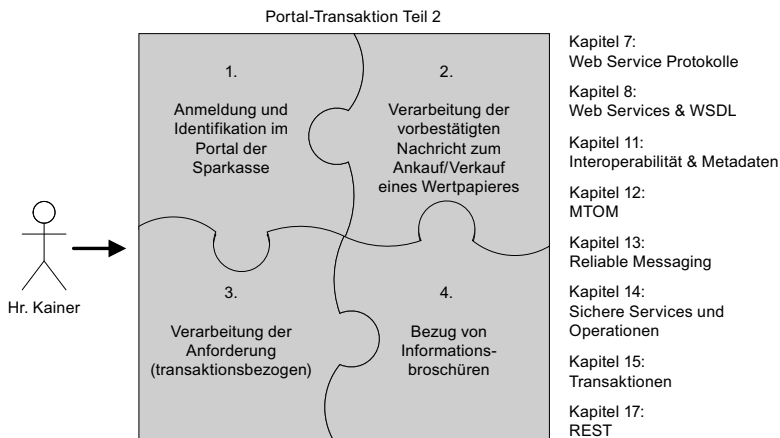 Portal-Transaktion Teil 2
1.
Anmeldung und
Identifikation im
Portal der
Sparkasse
2.
Verarbeitung der
vorbestätigten
Nachricht zum
Ankauf/Verkauf
eines Wertpapieres
Hr. Kainer
3.
Verarbeitung der
Anforderung
(transaktionsbezogen)
4.
Bezug von
Informations-
broschüren
Kapitel 7:
Web Service Protokolle
Kapitel 8:
Web Services & WSDL
Kapitel 11:
Interoperabilität & Metadaten
Kapitel 12:
MTOM
Kapitel 13:
Reliable Messaging
Kapitel 14:
Sichere Services und
Operationen
Kapitel 15:
Transaktionen
Kapitel 17:
REST